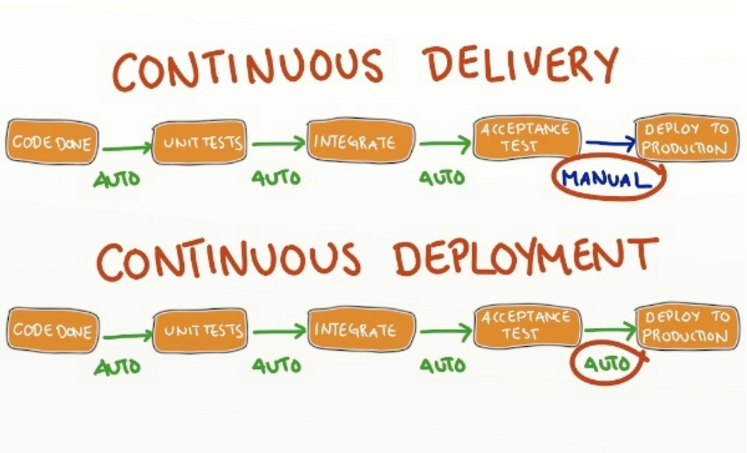 CONTINUOUS DELIVERY
CODE DONE
UNIT TESTS
INTEGRATE
ACCEPTANCE
TEST
DEPLOY TO
PRODUCTION
AUTO
AUTO
AUTO
MANUAL
CONTINUOUS DEPLOYMENT
CODE DONE
UNIT TESTS
INTEGRATE
ACCEPTANCE
TEST
DEPLOY TO
PRODUCTION
AUTO
AUTO
AUTO
AUTO